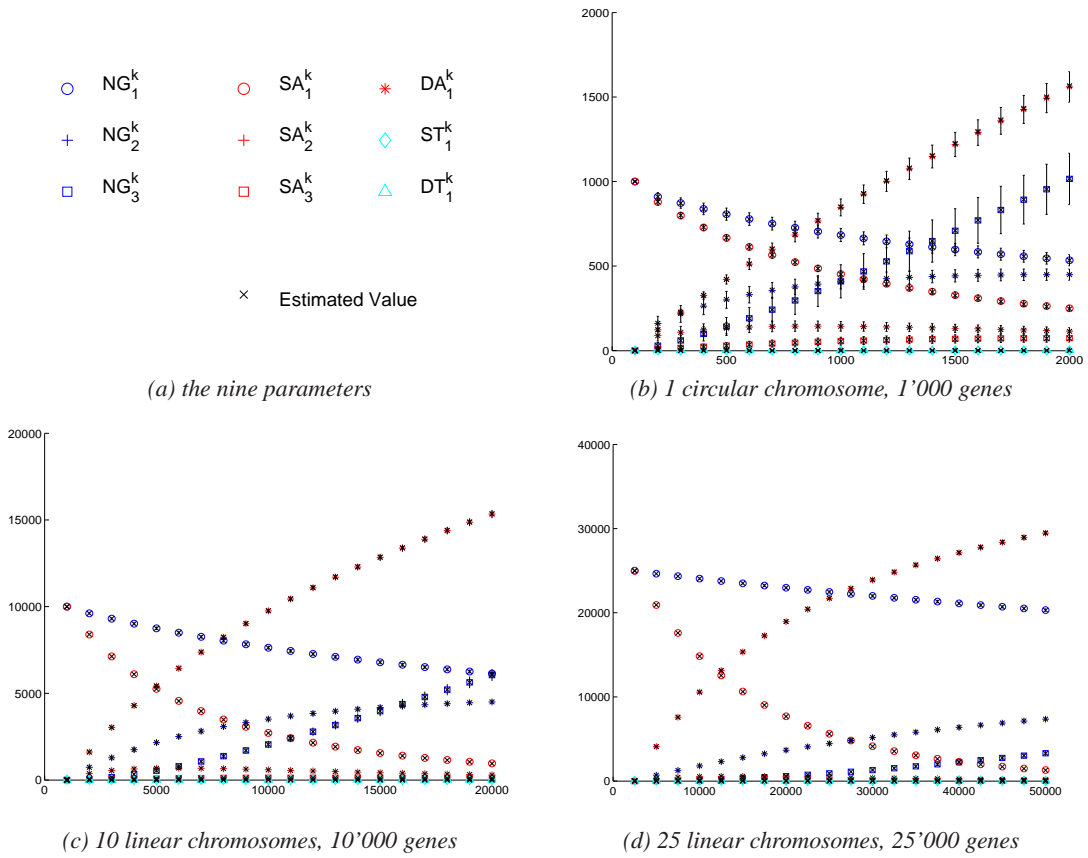 NG₁ᵏ SA₁ᵏ DA₁ᵏ
NG₂ᵏ SA₂ᵏ ST₁ᵏ
NG₃ᵏ SA₃ᵏ DT₁ᵏ
Estimated Value
(a) the nine parameters
2000
1500
1000
500
0
500 1000 1500 2000
(b) 1 circular chromosome, 1'000 genes
20000
15000
10000
5000
0
0 5000 10000 15000 20000
(c) 10 linear chromosomes, 10'000 genes
40000
30000
20000
10000
0
0 10000 20000 30000 40000 50000
(d) 25 linear chromosomes, 25'000 genes